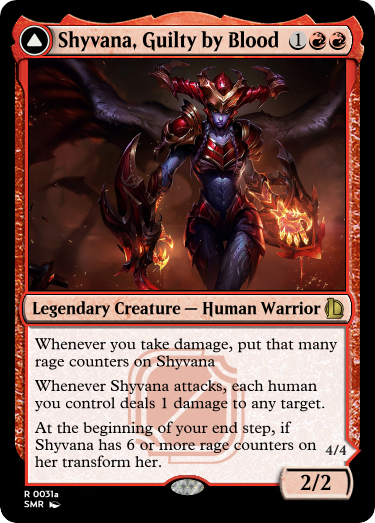 Shyvana, Guilty by Blood 1
Legendary Creature — Human Warrior
Whenever you take damage, put that many
rage counters on Shyvana
Whenever Shyvana attacks, each human
you control deals 1 damage to any target.
At the beginning of your end step, if
Shyvana has 6 or more rage counters on
her transform her.
4/4
2/2
R 0031a
SMR